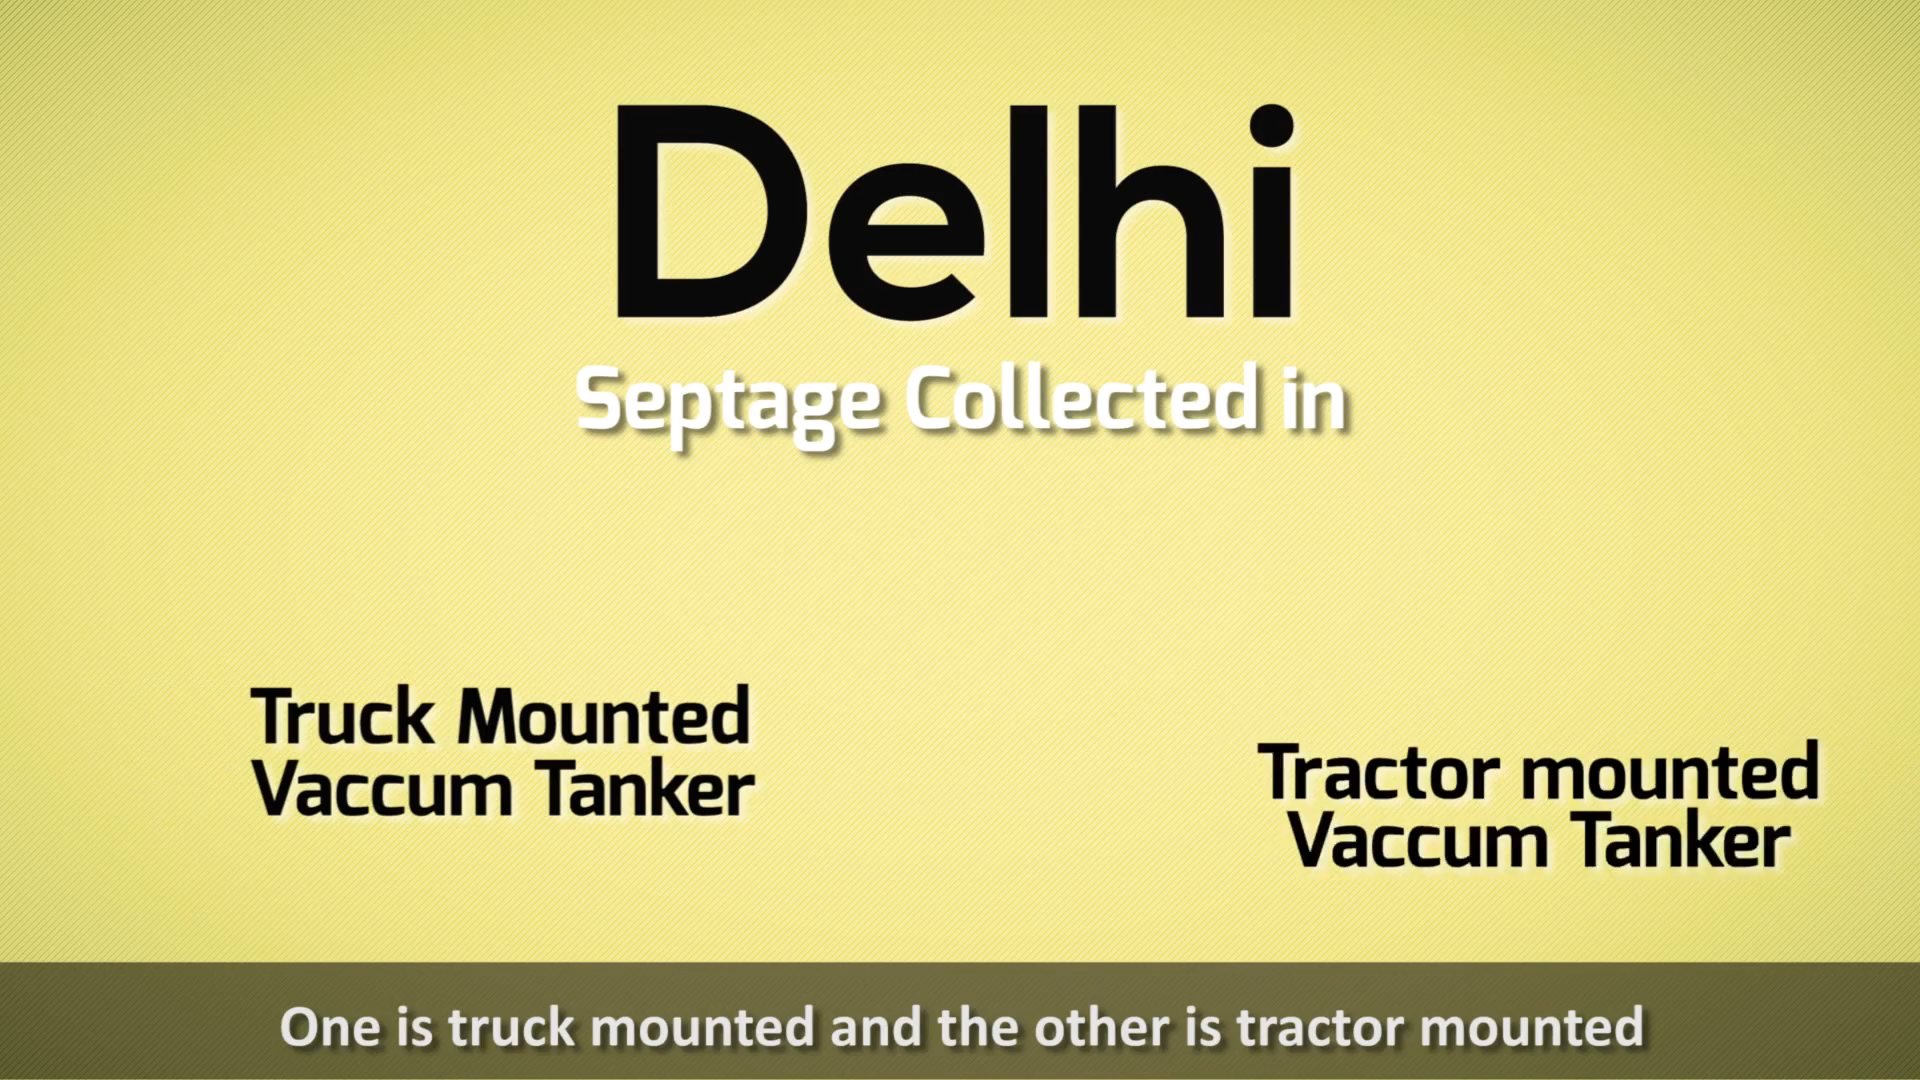 Delhi
Septage Collected in
Truck Mounted
Vaccum Tanker
Tractor mounted
Vaccum Tanker
One is truck mounted and the other is tractor mounted